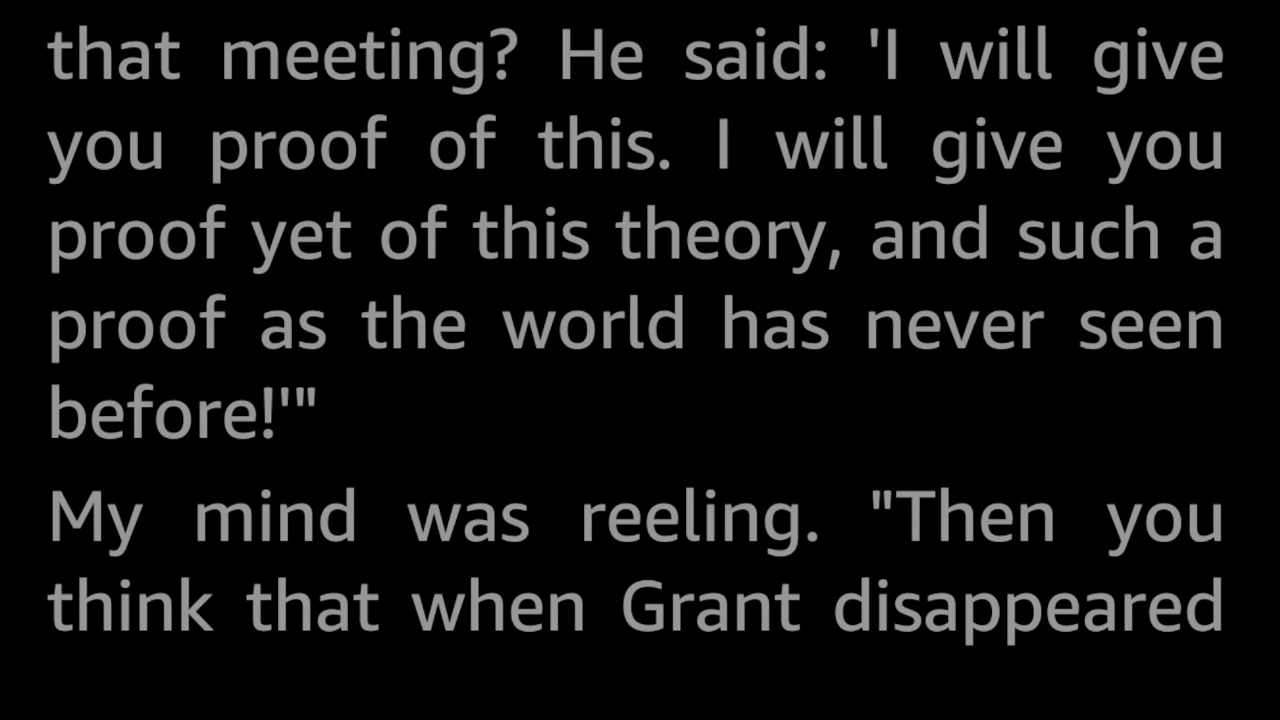 that meeting? He said: 'I will give
you proof of this. I will give you
proof yet of this theory, and such a
proof as the world has never seen
before!'"
My mind was reeling. "Then you
think that when Grant disappeared